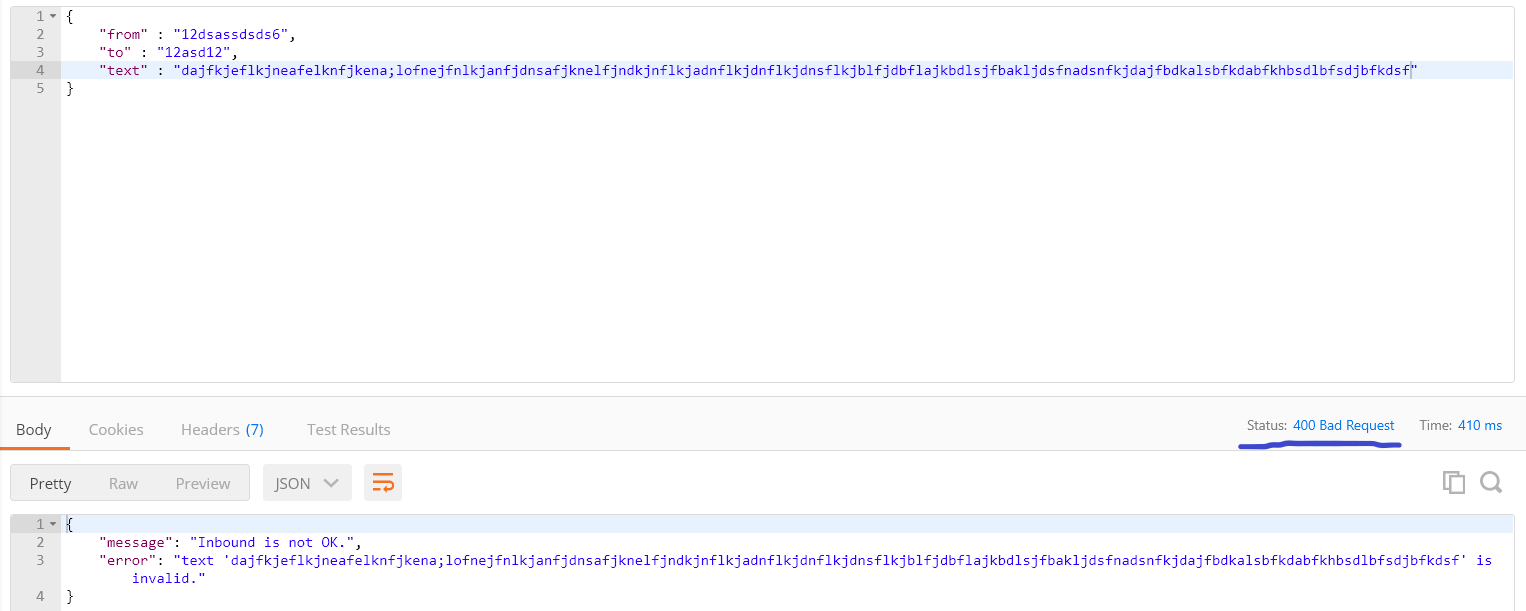 1 {
2 "from" : "12dsassdsds6",
3 "to" : "12asd12",
4 "text" : "dajfkjeflkjneafelknfjkena;lofnejfnlkjanfjdnsafjknelfjndkjnflkjadnflkjdnflkjdnsflkjblfjdbflajkbdlsjfbakljdsfnadsnfkjdajfbdkalsbfkdabfkhbsdlbfsdjbfkdsf"
5 }
Body Cookies Headers (7) Test Results Status: 400 Bad Request Time: 410 ms
Pretty Raw Preview JSON
1 {
2 "message": "Inbound is not OK.",
3 "error": "text 'dajfkjeflkjneafelknfjkena;lofnejfnlkjanfjdnsafjknelfjndkjnflkjadnflkjdnflkjdnsflkjblfjdbflajkbdlsjfbakljdsfnadsnfkjdajfbdkalsbfkdabfkhbsdlbfsdjbfkdsf' is
invalid."
4 }